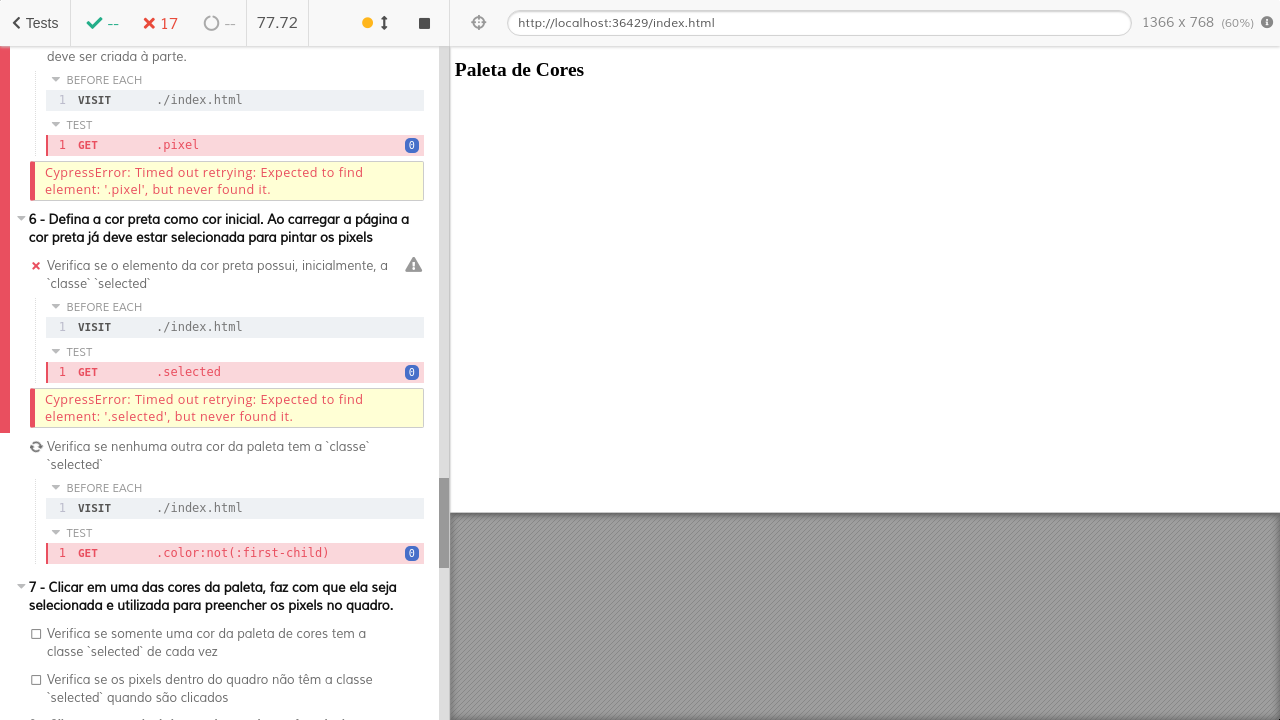 Tests -- 17 -- 77.72
http://localhost:36429/index.html 1366 x 768 (60%)
deve ser criada à parte.
BEFORE EACH
1 VISIT ./index.html
TEST
1 GET .pixel 0
CypressError: Timed out retrying: Expected to find
element: '.pixel', but never found it.
6 - Defina a cor preta como cor inicial. Ao carregar a página a
cor preta já deve estar selecionada para pintar os pixels
Verifica se o elemento da cor preta possui, inicialmente, a
`classe` `selected`
BEFORE EACH
1 VISIT ./index.html
TEST
1 GET .selected 0
CypressError: Timed out retrying: Expected to find
element: '.selected', but never found it.
Verifica se nenhuma outra cor da paleta tem a `classe`
`selected`
BEFORE EACH
1 VISIT ./index.html
TEST
1 GET .color:not(:first-child) 0
7 - Clicar em uma das cores da paleta, faz com que ela seja
selecionada e utilizada para preencher os pixels no quadro.
Verifica se somente uma cor da paleta de cores tem a
classe `selected` de cada vez
Verifica se os pixels dentro do quadro não têm a classe
`selected` quando são clicados
Paleta de Cores